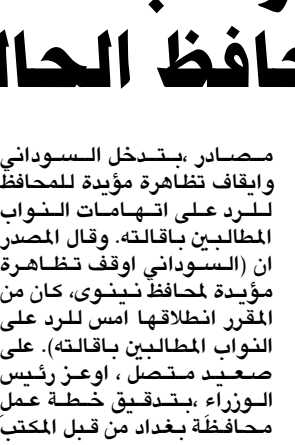 حافظ الحا
مصادر ،بتدخل السوداني
وايقاف تظاهرة مؤيدة للمحافظ
للرد على اتهامات النواب
المطالبين باقالته. وقال المصدر
ان (السوداني اوقف تظاهرة
مؤيدة لمحافظ نينوى، كان من
المقرر انطلاقها امس للرد على
النواب المطالبين باقالته). على
صعيد متصل ، اوعز رئيس
الوزراء ،بتدقيق خطة عمل
محافظة بغداد من قبل المكتب